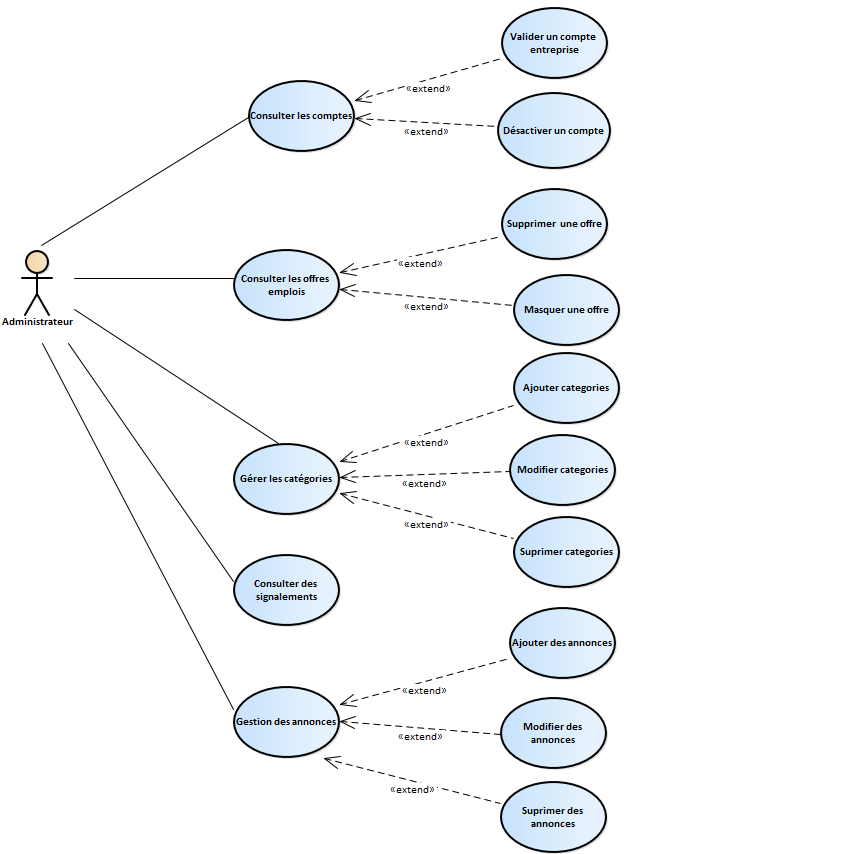 Valider un compte
entreprise
«extend»
Consulter les comptes
Désactiver un compte
«extend»
Supprimer une offre
«extend»
Consulter les offres
emplois
Masquer une offre
«extend»
Administrateur
Ajouter categories
«extend»
Modifier categories
Gérer les catégories
«extend»
«extend»
Suprimer categories
Consulter des
signalements
Ajouter des annonces
«extend»
Gestion des annonces
Modifier des
annonces
«extend»
«extend»
Suprimer des
annonces